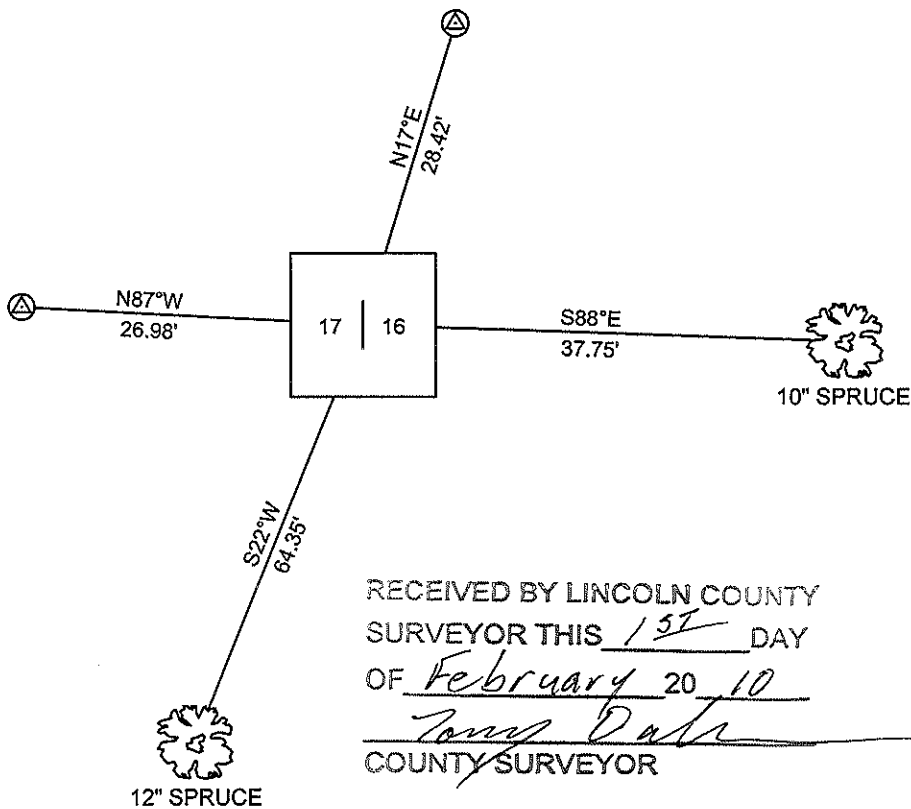 N17°E
28.42'
N87°W
26.98'
17 | 16
S88°E
37.75'
10" SPRUCE
S22°W
64.35'
12" SPRUCE
RECEIVED BY LINCOLN COUNTY
SURVEYOR THIS 1ST DAY
OF February 20 10
Tony
COUNTY SURVEYOR